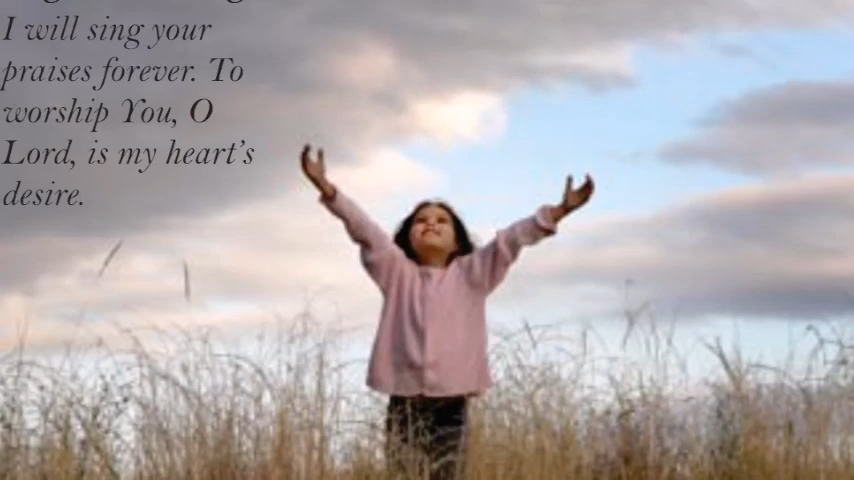 I will sing your
praises forever. To
worship You, O
Lord, is my heart’s
desire.